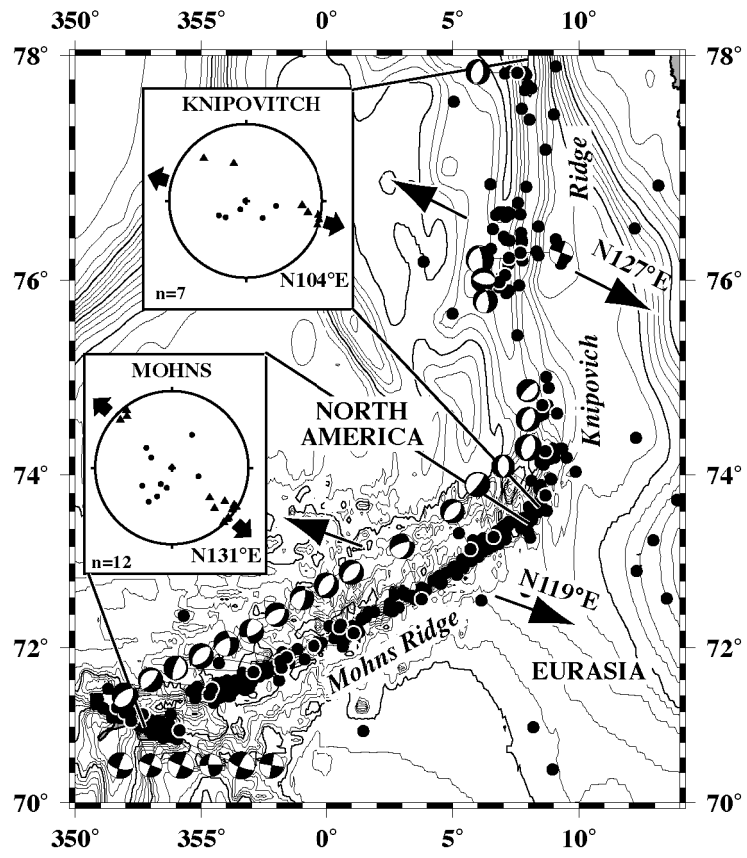 350° 355° 0° 5° 10°
78° 78°
KNIPOVITCH
n=7
N104°E
Ridge
N127°E
76° 76°
Knipovich
MOHNS
n=12
N131°E
NORTH
AMERICA
74° 74°
N119°E
Mohns Ridge
72° 72°
EURASIA
70° 70°
350° 355° 0° 5° 10°